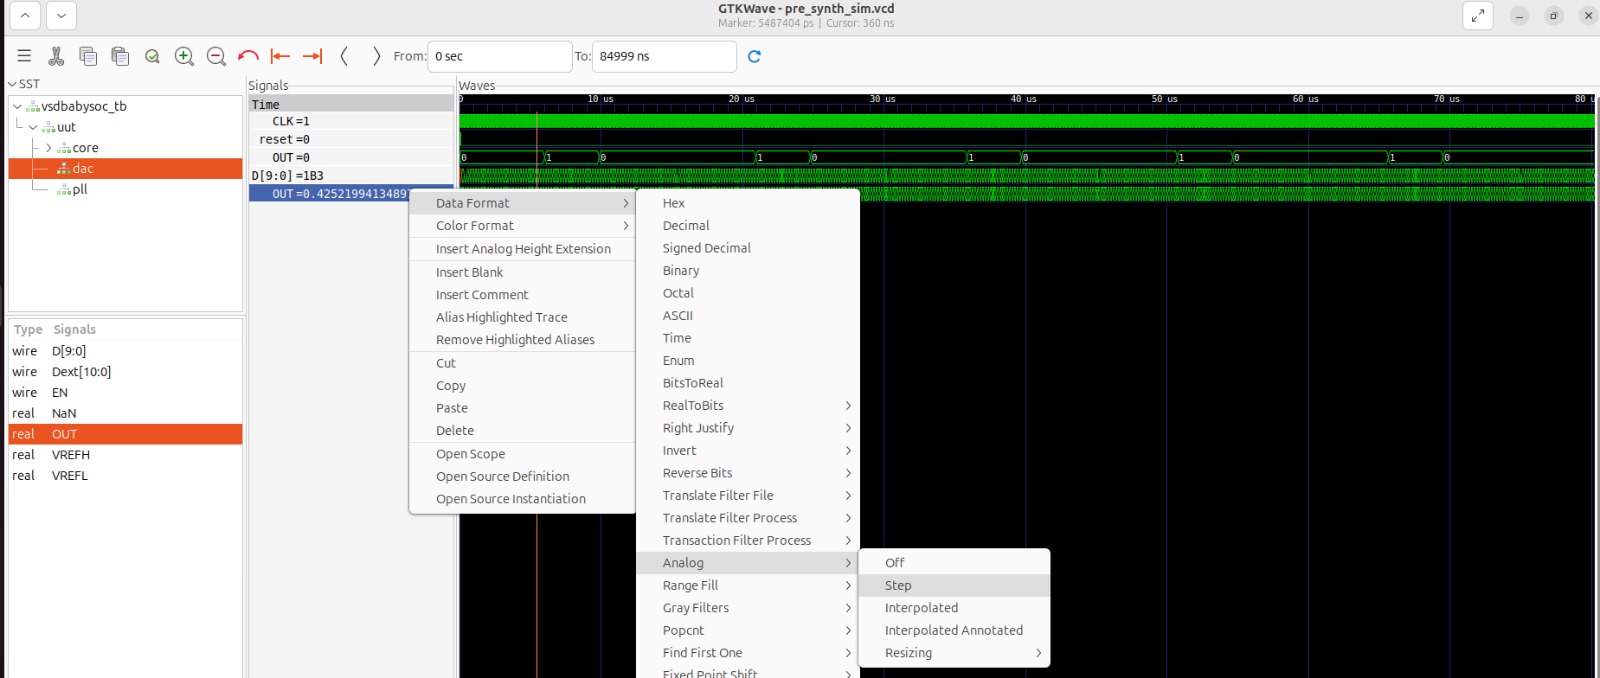 GTKWave - pre_synth_sim.vcd
Marker: 5487404 ps | Cursor: 360 ns
From: 0 sec To: 84999 ns
SST
vsdbabysoc_tb
uut
core
dac
pll
Type Signals
wire D[9:0]
wire Dext[10:0]
wire EN
real NaN
real OUT
real VREFH
real VREFL
Signals
Time
CLK =1
reset =0
OUT =0
D[9:0] =1B3
OUT =0.425219941348
Waves
0 10 us 20 us 30 us 40 us 50 us 60 us 70 us 80 u
0 1 0 1 0 1 0 1 0 1 0
Data Format
Color Format
Insert Analog Height Extension
Insert Blank
Insert Comment
Alias Highlighted Trace
Remove Highlighted Aliases
Cut
Copy
Paste
Delete
Open Scope
Open Source Definition
Open Source Instantiation
Hex
Decimal
Signed Decimal
Binary
Octal
ASCII
Time
Enum
BitsToReal
RealToBits
Right Justify
Invert
Reverse Bits
Translate Filter File
Translate Filter Process
Transaction Filter Process
Analog
Range Fill
Gray Filters
Popcnt
Find First One
Fixed Point Shift
Off
Step
Interpolated
Interpolated Annotated
Resizing